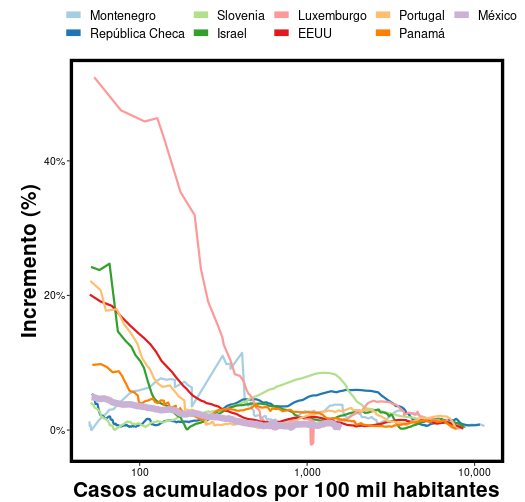 Montenegro Slovenia Luxemburgo Portugal México
República Checa Israel EEUU Panamá
Incremento (%)
40%
20%
0%
100 1,000 10,000
Casos acumulados por 100 mil habitantes